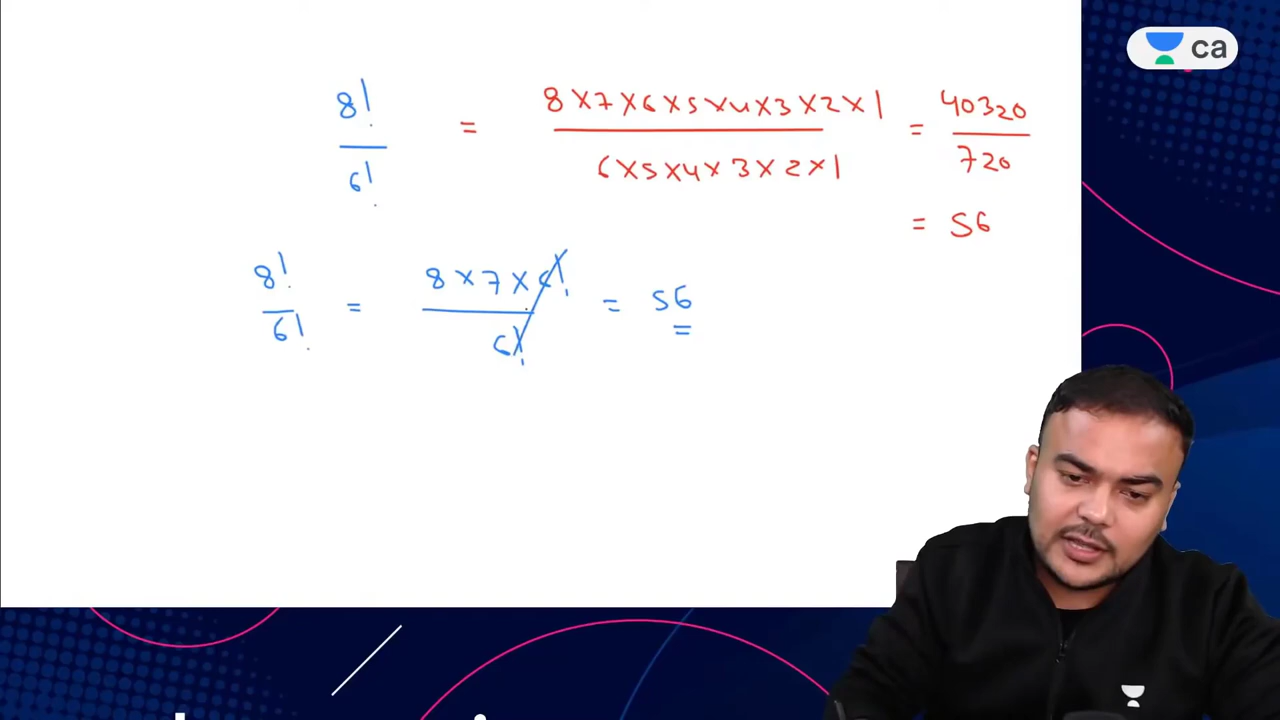 ca
8! / 6! = 8×7×6×5×4×3×2×1 / 6×5×4×3×2×1 = 40320 / 720
= 56
8! / 6! = 8×7×6! / 6! = 56